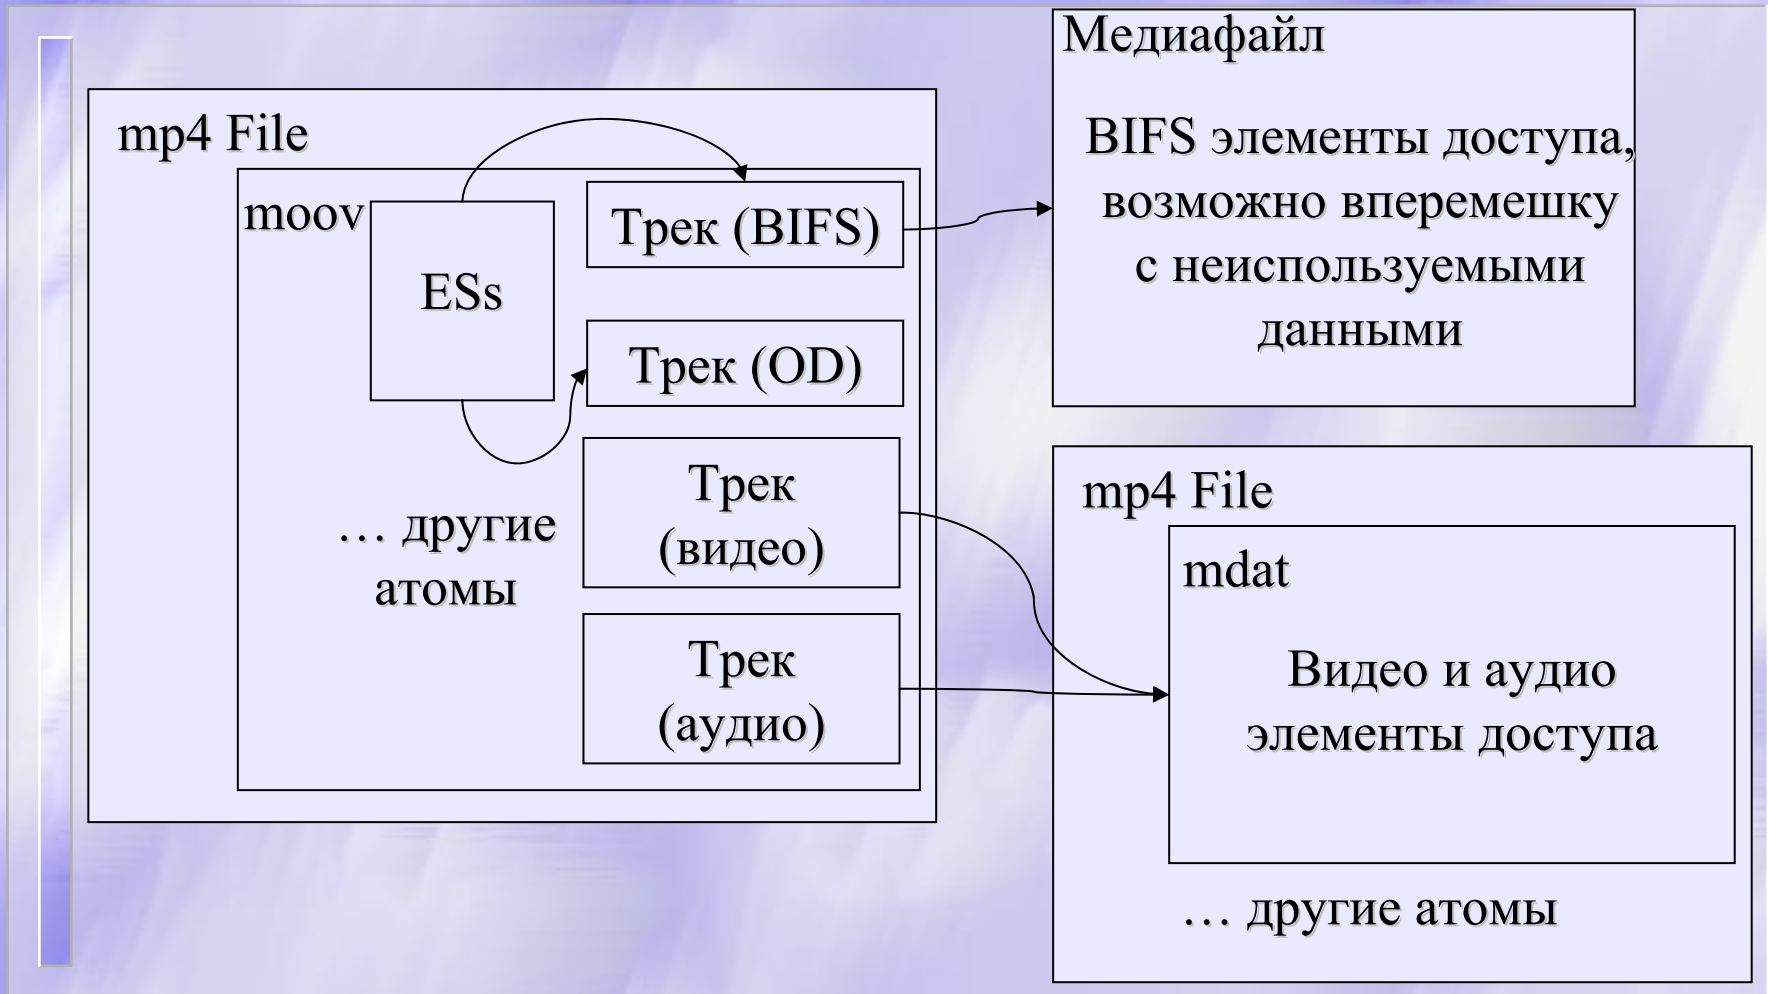 mp4 File
moov
ESs
Трек (BIFS)
Трек (OD)
Трек
(видео)
Трек
(аудио)
… другие
атомы
Медиафайл
BIFS элементы доступа,
возможно вперемешку
с неиспользуемыми
данными
mp4 File
mdat
Видео и аудио
элементы доступа
… другие атомы